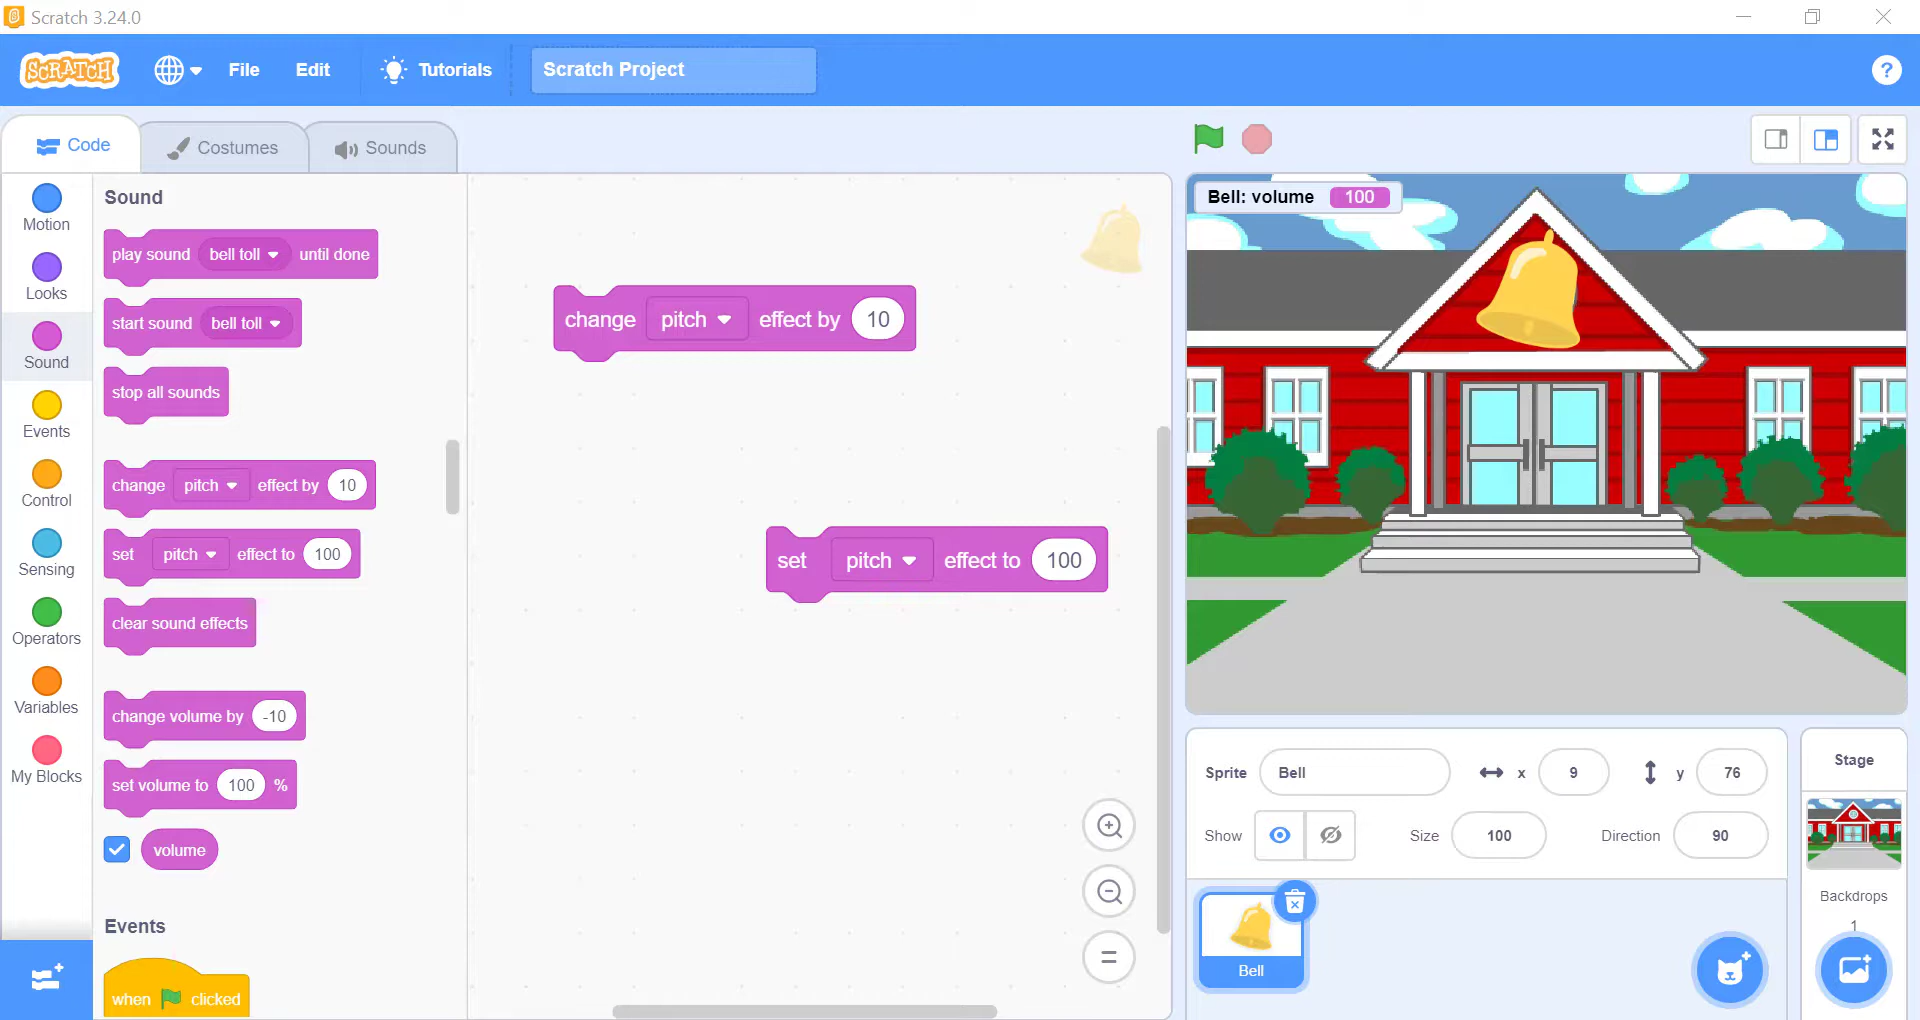 Scratch 3.24.0
SCRATCH
File
Edit
Tutorials
Scratch Project
?
Code
Costumes
Sounds
Motion
Looks
Sound
Events
Control
Sensing
Operators
Variables
My Blocks
Sound
play sound bell toll until done
start sound bell toll
stop all sounds
change pitch effect by 10
set pitch effect to 100
clear sound effects
change volume by -10
set volume to 100 %
volume
Events
when clicked
change pitch effect by 10
set pitch effect to 100
Bell: volume 100
Sprite Bell x 9 y 76
Show Size 100 Direction 90
Bell
Stage
Backdrops
1